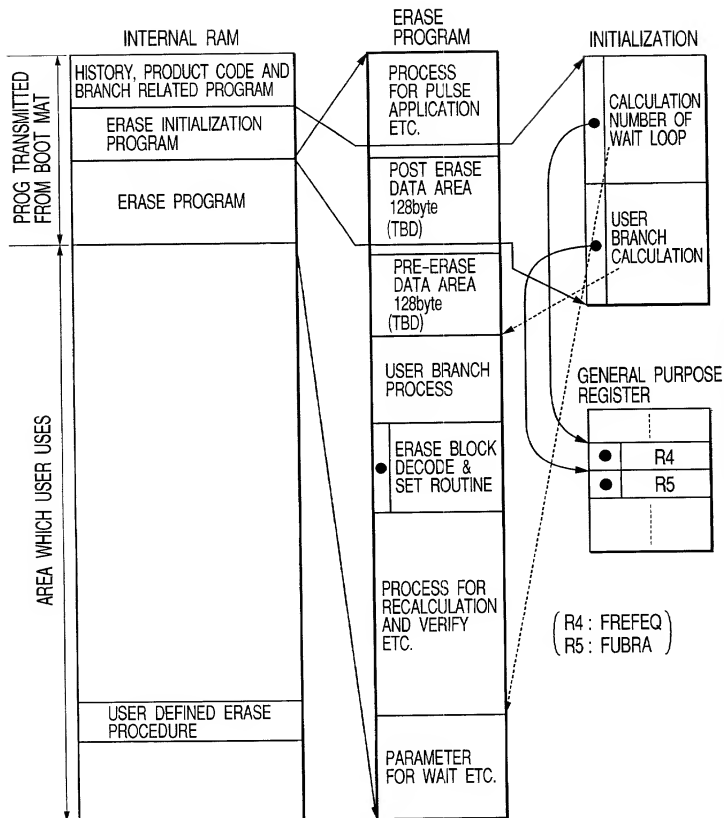 INTERNAL RAM
HISTORY, PRODUCT CODE AND
BRANCH RELATED PROGRAM
ERASE INITIALIZATION
PROGRAM
ERASE PROGRAM
USER DEFINED ERASE
PROCEDURE
PROG TRANSMITTED
FROM BOOT MAT
AREA WHICH USER USES
ERASE
PROGRAM
PROCESS
FOR PULSE
APPLICATION
ETC.
POST ERASE
DATA AREA
128byte
(TBD)
PRE-ERASE
DATA AREA
128byte
(TBD)
USER BRANCH
PROCESS
ERASE BLOCK
DECODE &
SET ROUTINE
PROCESS FOR
RECALCULATION
AND VERIFY
ETC.
PARAMETER
FOR WAIT ETC.
INITIALIZATION
CALCULATION
NUMBER OF
WAIT LOOP
USER
BRANCH
CALCULATION
GENERAL PURPOSE
REGISTER
R4
R5
(R4 : FREFEQ
R5 : FUBRA)